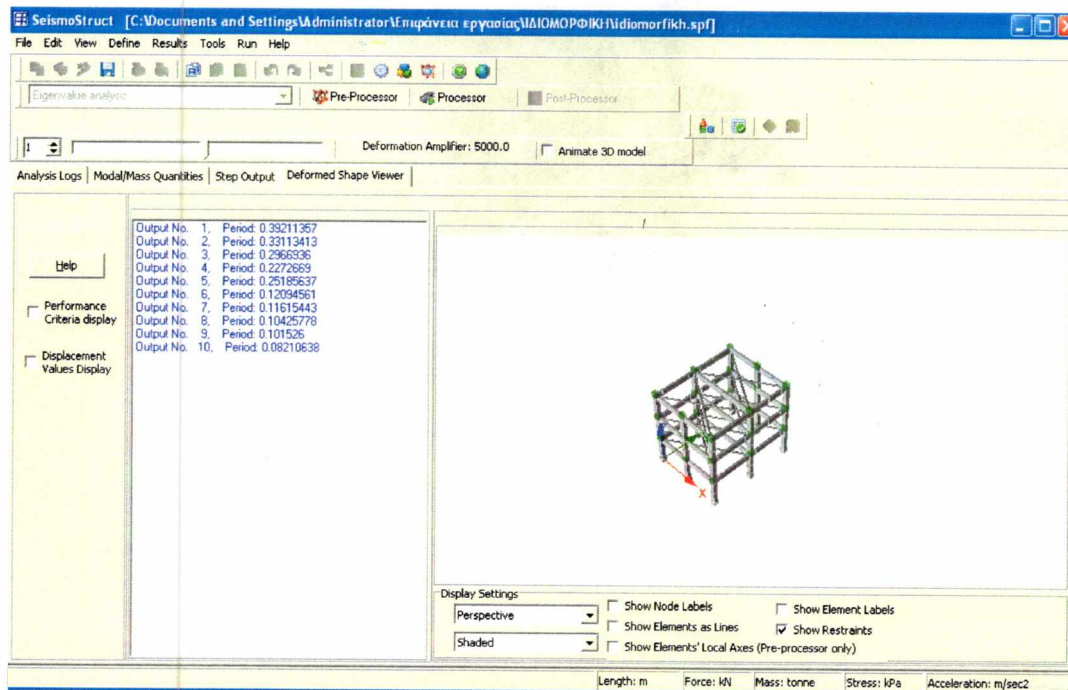 SeismoStruct [C:\Documents and Settings\Administrator\Επιφάνεια εργασίας\ΙΔΙΟΜΟΡΦΙΚΗ\idiomorfikh.spf]
File Edit View Define Results Tools Run Help
Eigenvalue analysis Pre-Processor Processor Post-Processor
1 Deformation Amplifier: 5000.0 Animate 3D model
Analysis Logs Modal/Mass Quantities Step Output Deformed Shape Viewer
Help
Performance
Criteria display
Displacement
Values Display
Output No. 1, Period: 0.39211357
Output No. 2, Period: 0.33113413
Output No. 3, Period: 0.2966936
Output No. 4, Period: 0.2272669
Output No. 5, Period: 0.25185637
Output No. 6, Period: 0.12094561
Output No. 7, Period: 0.11615443
Output No. 8, Period: 0.10425778
Output No. 9, Period: 0.101526
Output No. 10, Period: 0.08210638
X
Display Settings
Perspective
Shaded
Show Node Labels
Show Elements as Lines
Show Elements' Local Axes (Pre-processor only)
Show Element Labels
Show Restraints
Length: m Force: kN Mass: tonne Stress: kPa Acceleration: m/sec2